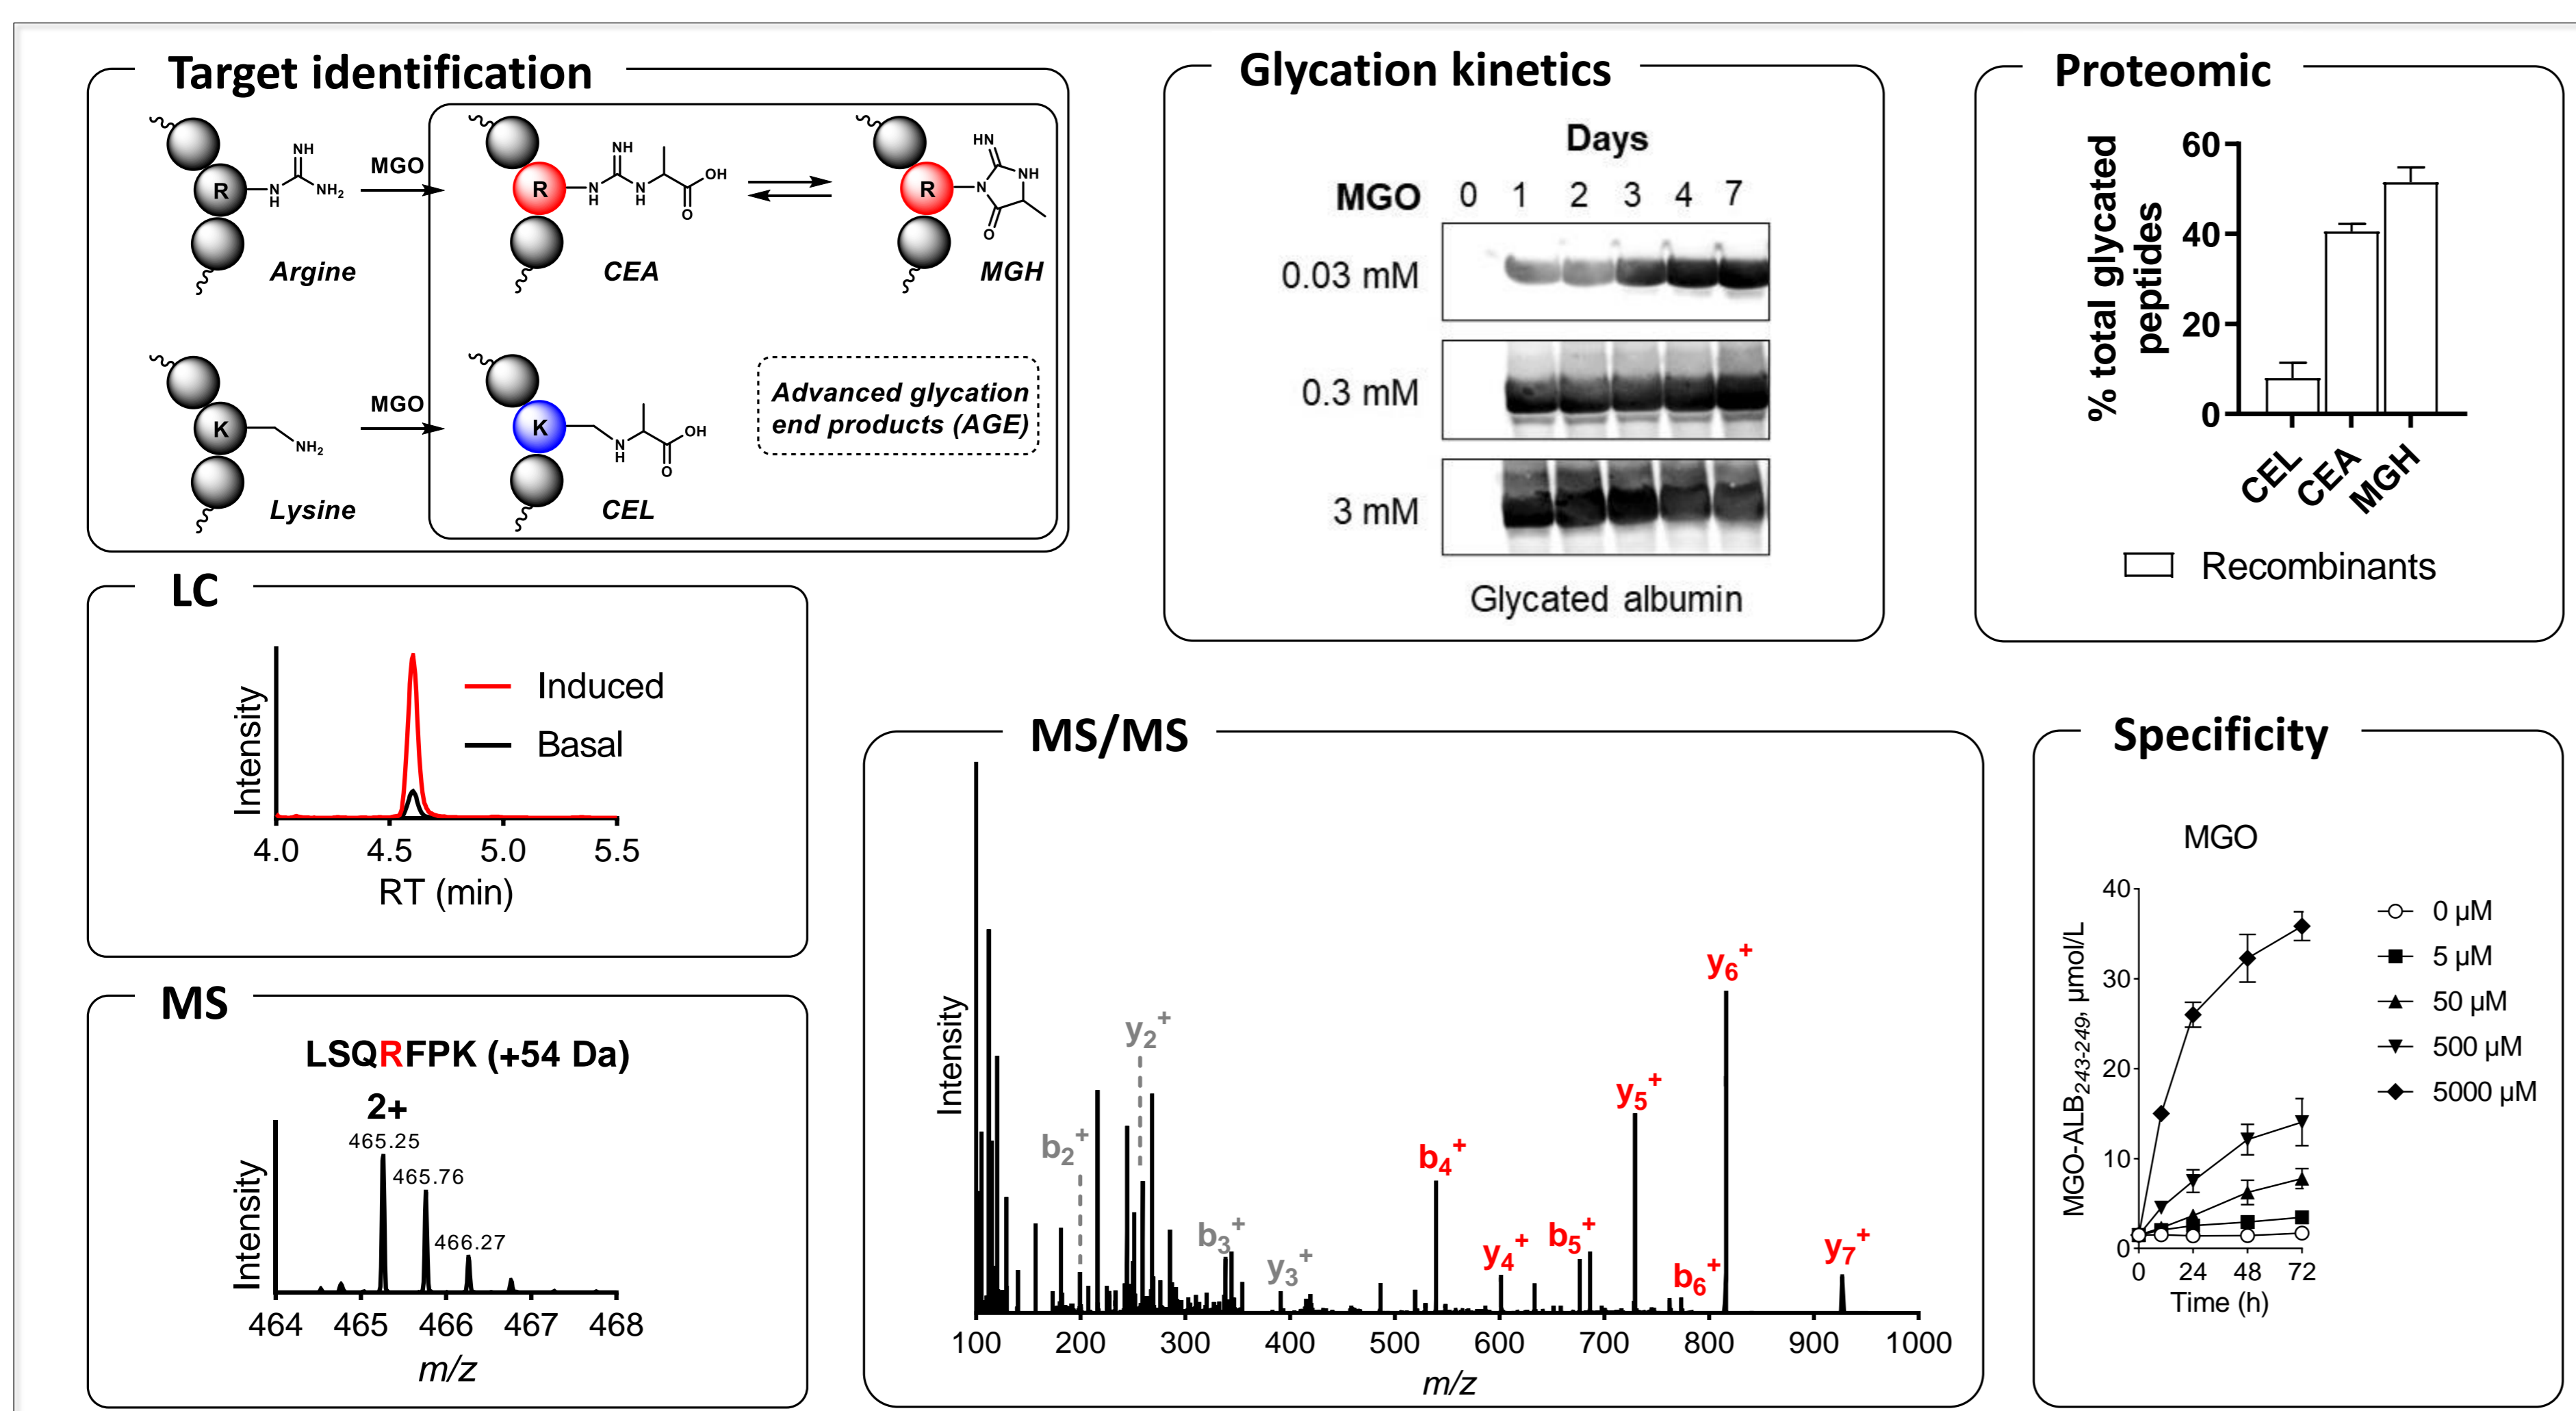 Target identification
NH
N
H
NH2
R
MGO
Argine
NH
N
H
N
H
OH
O
R
CEA
HN
NH
N
O
R
MGH
K
NH2
MGO
Lysine
K
N
H
OH
O
CEL
Advanced glycation
end products (AGE)
Glycation kinetics
Days
MGO 0 1 2 3 4 7
0.03 mM
0.3 mM
3 mM
Glycated albumin
Proteomic
% total glycated
peptides
60
40
20
0
CEL
CEA
MGH
Recombinants
LC
Intensity
Induced
Basal
4.0 4.5 5.0 5.5
RT (min)
MS
LSQRFPK (+54 Da)
2+
465.25
465.76
466.27
Intensity
464 465 466 467 468
m/z
MS/MS
Intensity
b2+
y2+
b3+
y3+
b4+
y4+
b5+
y5+
b6+
y6+
y7+
100 200 300 400 500 600 700 800 900 1000
m/z
Specificity
MGO
MGO-ALB243-249, µmol/L
40
30
20
10
0
0 24 48 72
Time (h)
0 µM
5 µM
50 µM
500 µM
5000 µM